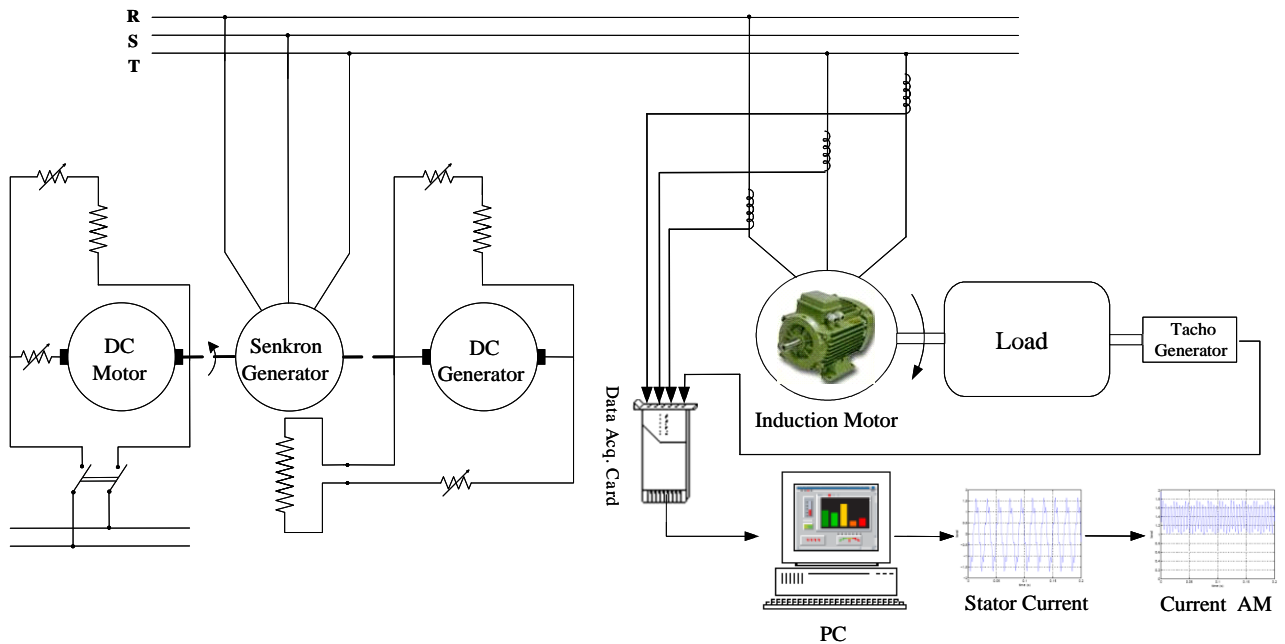 R
S
T
DC
Motor
Senkron
Generator
DC
Generator
Induction Motor
Load
Tacho
Generator
Data Acq. Card
PC
Stator Current
Current AM